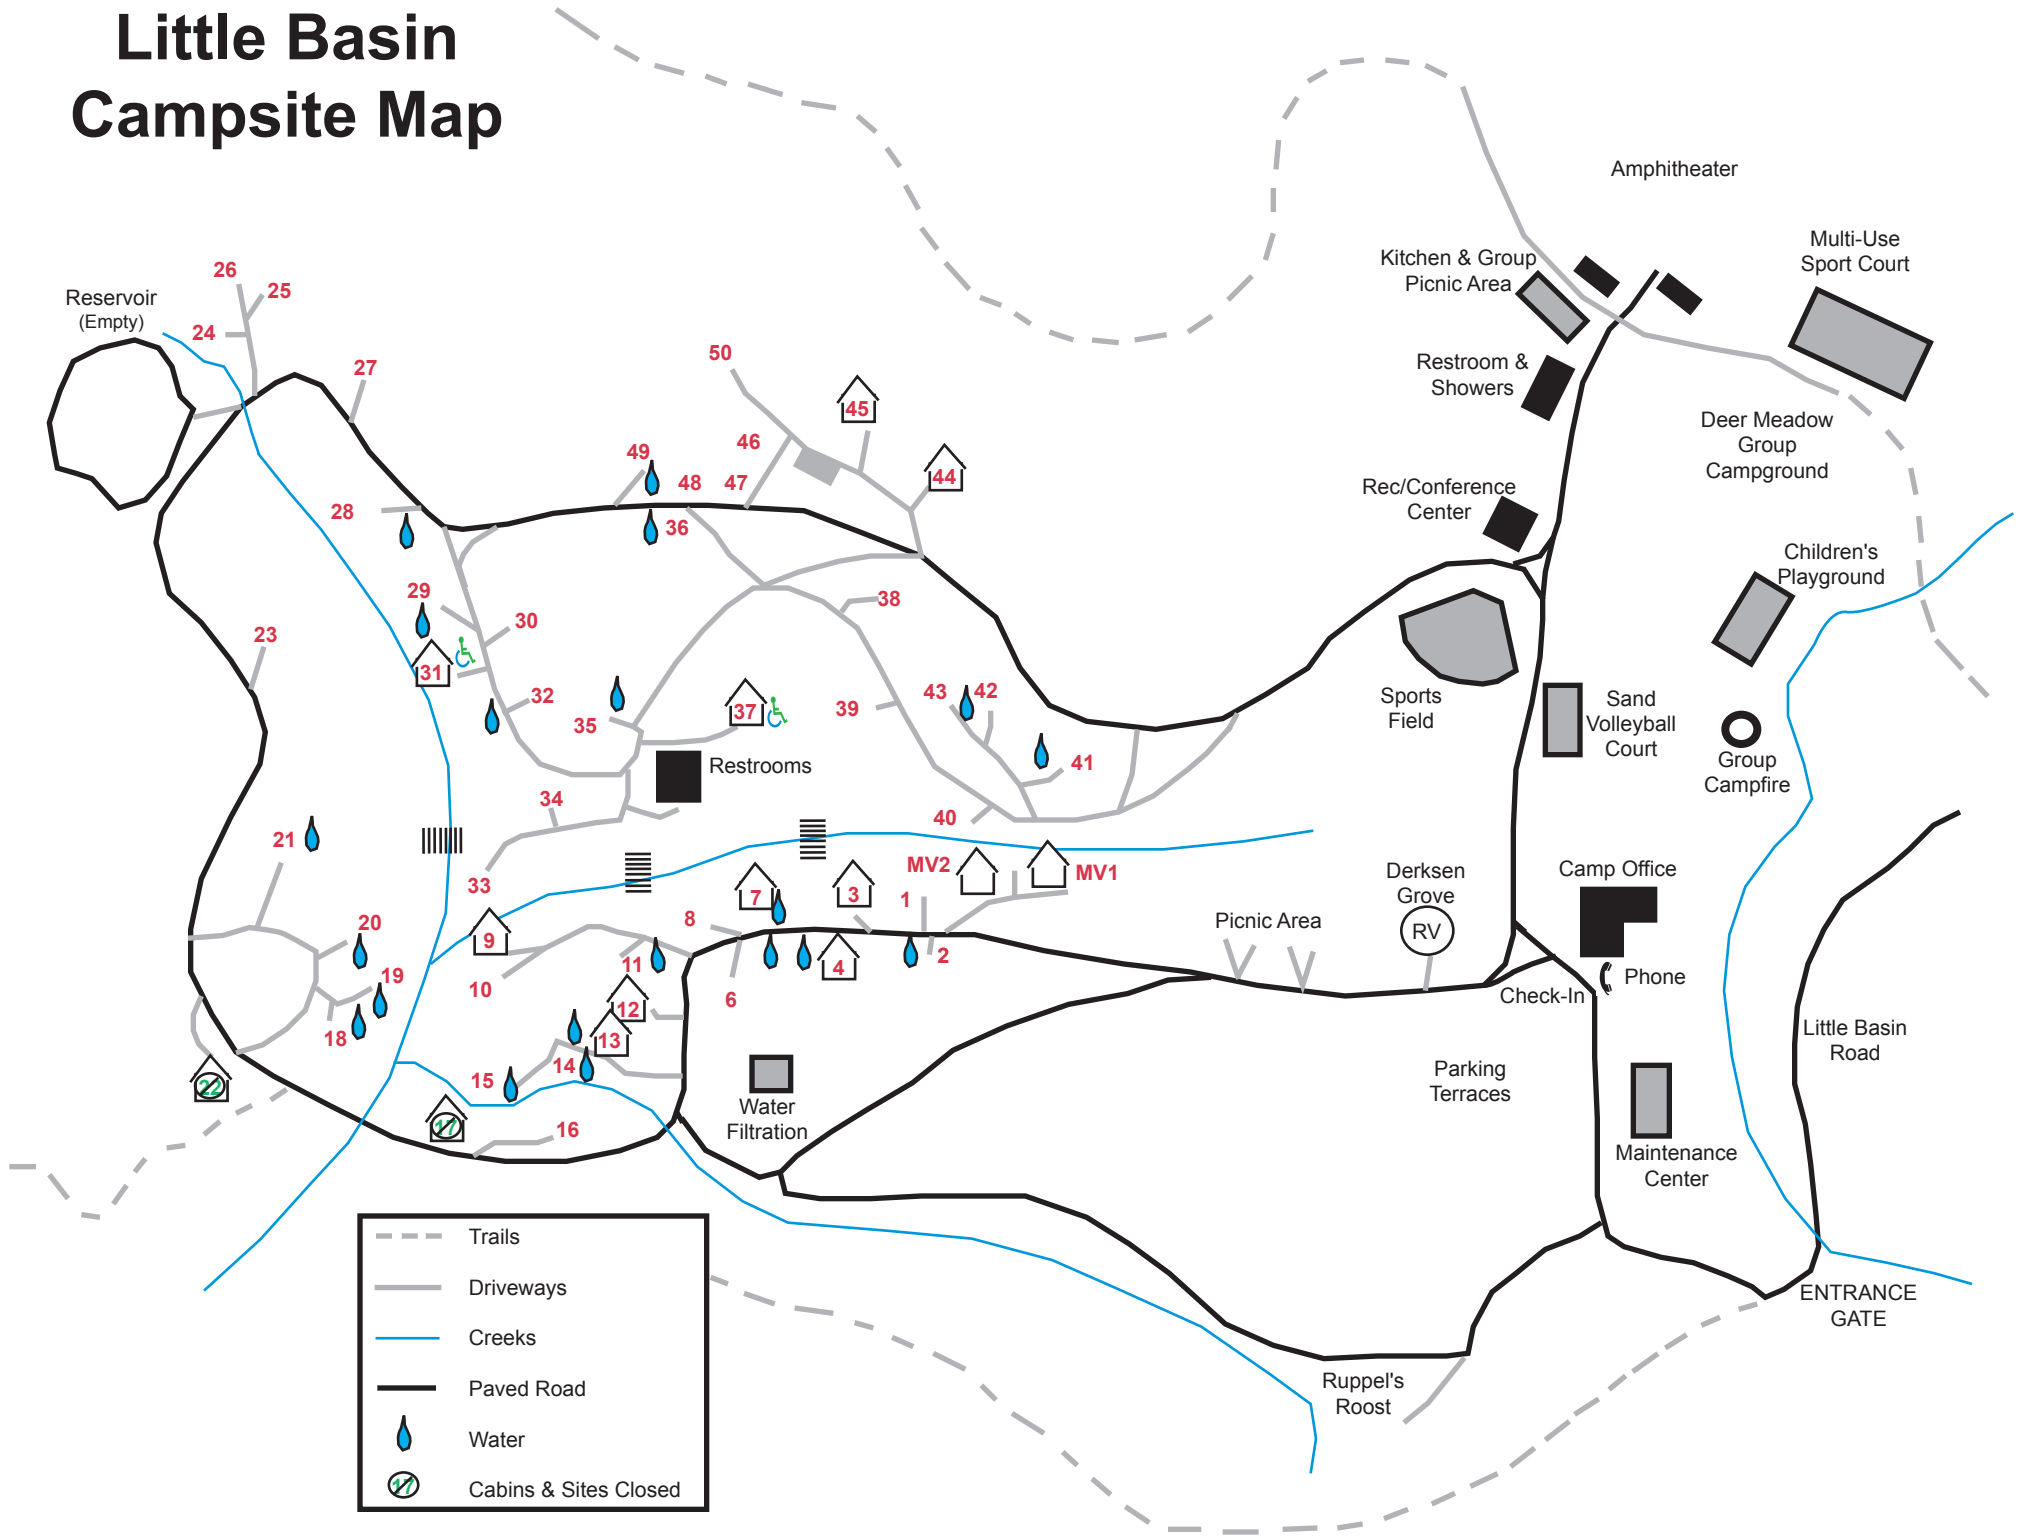 Little Basin
Campsite Map
Amphitheater
Multi-Use
Sport Court
Kitchen & Group
Picnic Area
Reservoir
(Empty)
26
25
24
27
Restroom &
Showers
50
45
Deer Meadow
Group
Campground
46
49
44
48
47
Rec/Conference
Center
28
36
Children's
Playground
29
38
30
23
31
32
43
42
Sports
Field
Sand
Volleyball
Court
39
37
35
Restrooms
41
Group
Campfire
34
40
21
MV2
MV1
Derksen
Grove
Camp Office
33
7
3
1
8
Picnic Area
20
RV
9
11
4
2
19
10
6
Phone
Check-In
12
18
13
Little Basin
Road
14
Parking
Terraces
15
22
Water
Filtration
17
16
Maintenance
Center
Trails
Driveways
Creeks
Paved Road
Water
17
Cabins & Sites Closed
ENTRANCE
GATE
Ruppel's
Roost